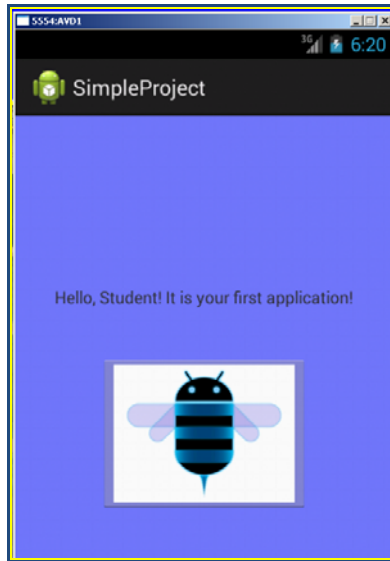 5554:AVD1
3G 6:20
SimpleProject
Hello, Student! It is your first application!